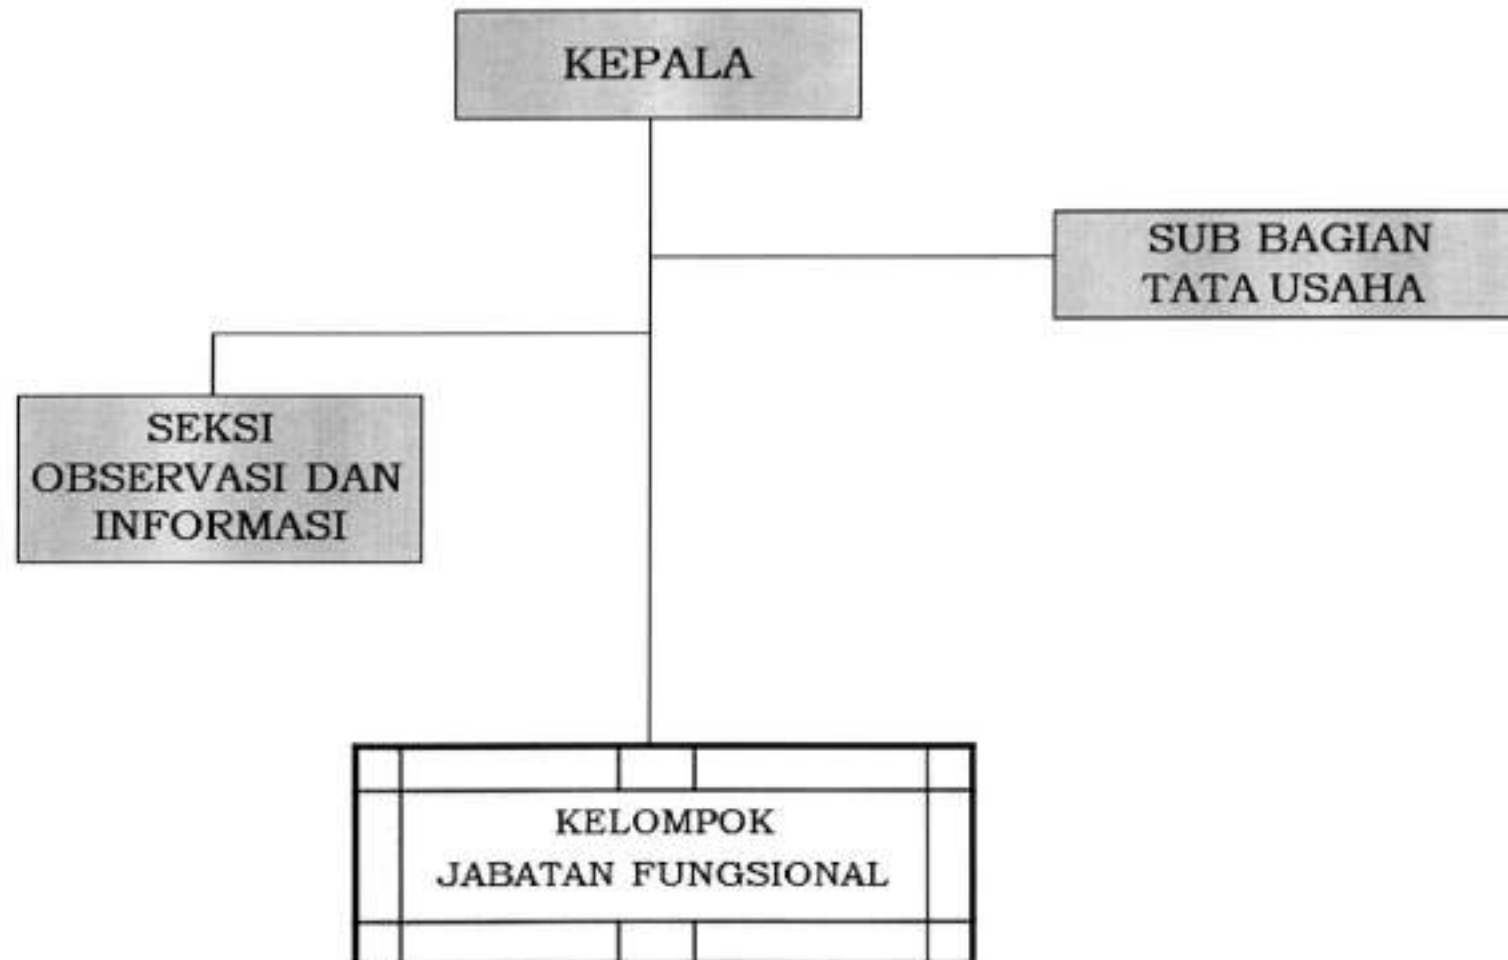 KEPALA
SUB BAGIAN
TATA USAHA
SEKSI
OBSERVASI DAN
INFORMASI
KELOMPOK
JABATAN FUNGSIONAL